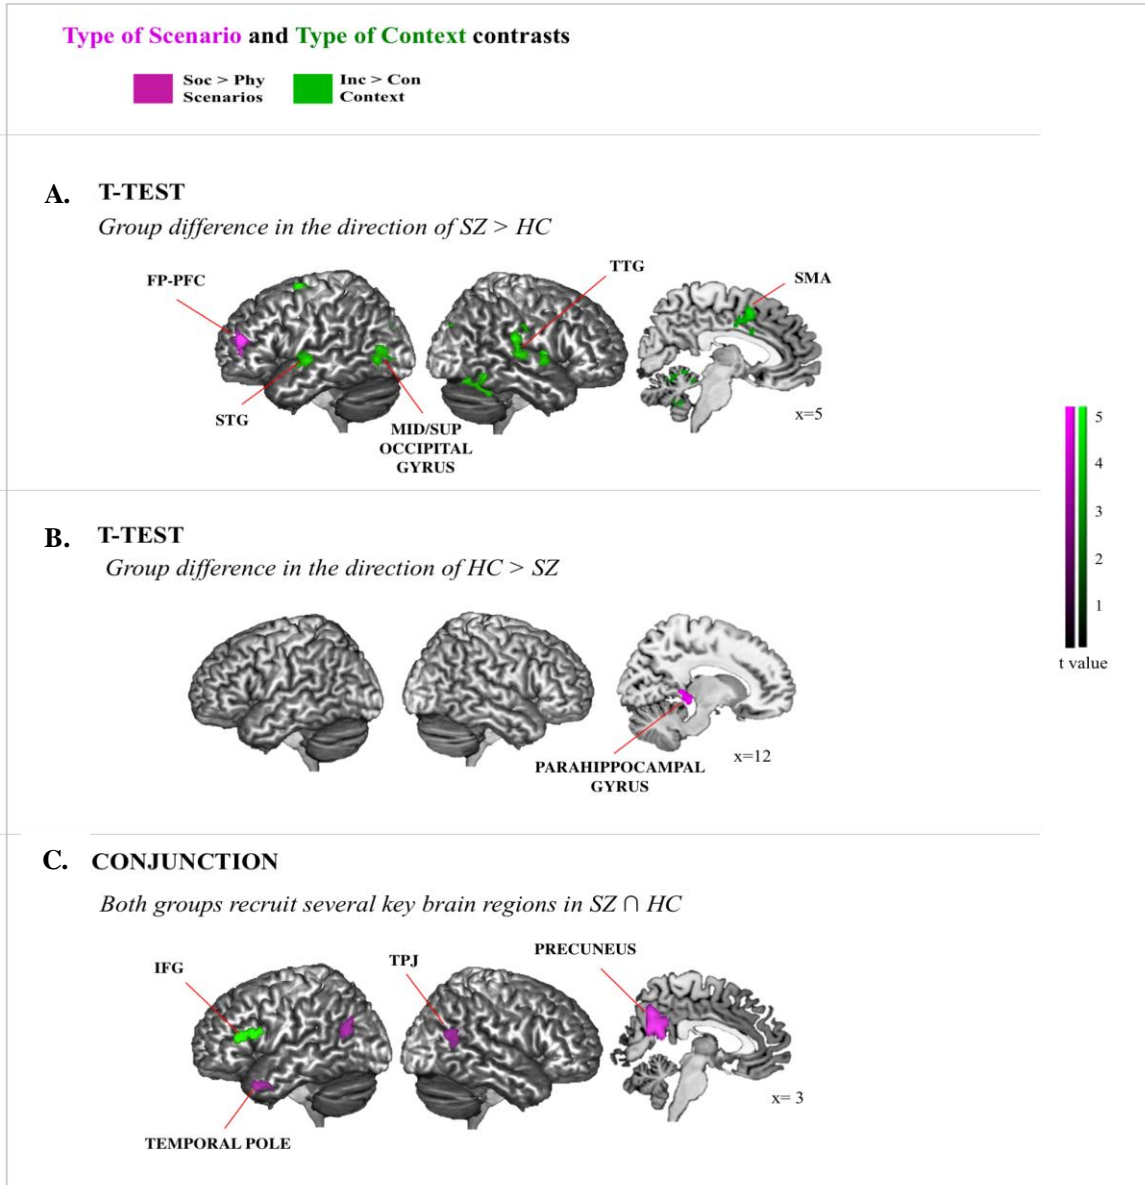 Type of Scenario and Type of Context contrasts
Soc > Phy
Scenarios
Inc > Con
Context
A. T-TEST
Group difference in the direction of SZ > HC
FP-PFC
TTG
SMA
STG
MID/SUP
OCCIPITAL
GYRUS
x=5
5
4
3
2
1
t value
B. T-TEST
Group difference in the direction of HC > SZ
PARAHIPPOCAMPAL
GYRUS
x=12
C. CONJUNCTION
Both groups recruit several key brain regions in SZ ∩ HC
IFG
TPJ
PRECUNEUS
TEMPORAL POLE
x= 3